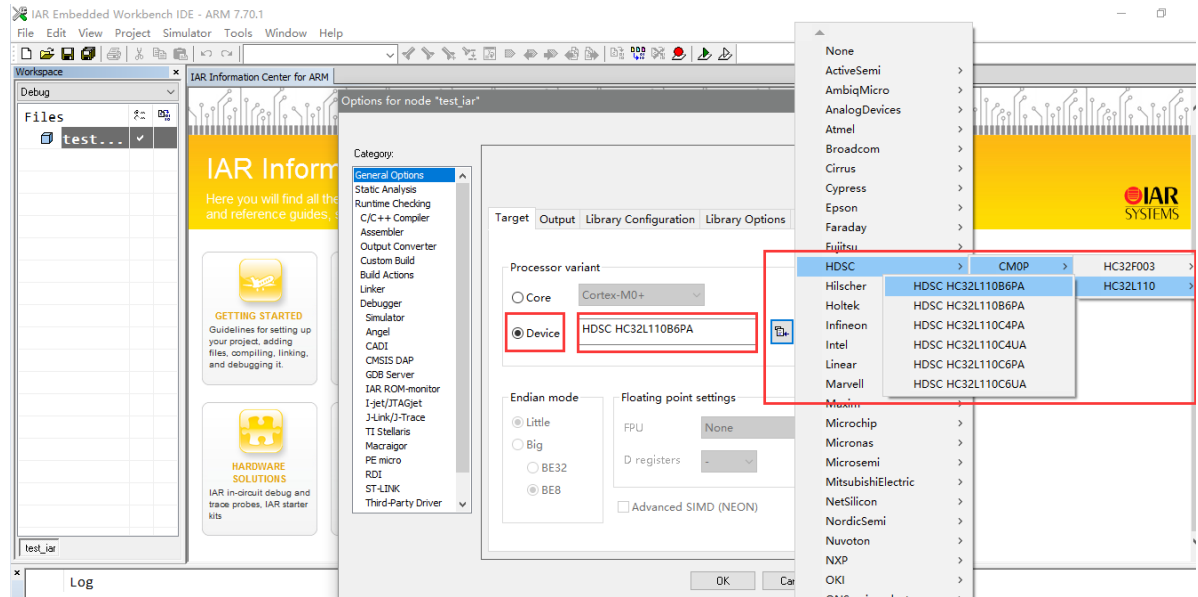 IAR Embedded Workbench IDE - ARM 7.70.1
File Edit View Project Simulator Tools Window Help
Workspace
Debug
Files
test...
test_iar
Log
IAR Information Center for ARM
IAR Inform
Here you will find all the
and reference guides,
IAR
SYSTEMS
GETTING STARTED
Guidelines for setting up
your project, adding
files, compiling, linking,
and debugging it.
HARDWARE
SOLUTIONS
IAR in-circuit debug and
trace probes, IAR starter
kits
Options for node "test_iar"
Category:
General Options
Static Analysis
Runtime Checking
C/C++ Compiler
Assembler
Output Converter
Custom Build
Build Actions
Linker
Debugger
Simulator
Angel
CADI
CMSIS DAP
GDB Server
IAR ROM-monitor
I-jet/JTAGjet
J-Link/J-Trace
TI Stellaris
Macraigor
PE micro
RDI
ST-LINK
Third-Party Driver
Target Output Library Configuration Library Options
Processor variant
Core Cortex-M0+
Device HDSC HC32L110B6PA
Endian mode
Little
Big
BE32
BE8
Floating point settings
FPU None
D registers -
Advanced SIMD (NEON)
OK Can
None
ActiveSemi
AmbiqMicro
AnalogDevices
Atmel
Broadcom
Cirrus
Cypress
Epson
Faraday
Fujitsu
HDSC
Hilscher
Holtek
Infineon
Intel
Linear
Marvell
Maxim
Microchip
Micronas
Microsemi
MitsubishiElectric
NetSilicon
NordicSemi
Nuvoton
NXP
OKI
CM0P
HC32F003
HC32L110
HDSC HC32L110B6PA
HDSC HC32L110B6PA
HDSC HC32L110C4PA
HDSC HC32L110C4UA
HDSC HC32L110C6PA
HDSC HC32L110C6UA